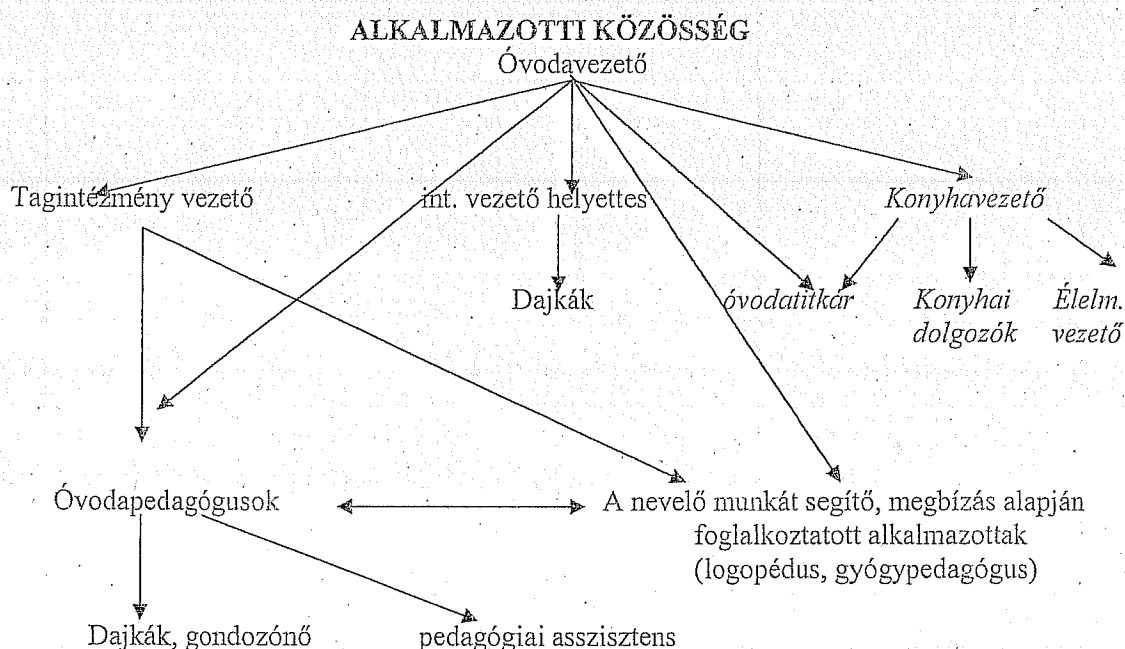 ALKALMAZOTTI KÖZÖSSÉG
Óvodavezető
Tagintézmény vezető
int. vezető helyettes
Konyhavezető
Dajkák
óvodatitkár
Konyhai
dolgozók
Élelm.
vezető
Óvodapedagógusok
A nevelő munkát segítő, megbízás alapján
foglalkoztatott alkalmazottak
(logopédus, gyógypedagógus)
Dajkák, gondozónő
pedagógiai asszisztens